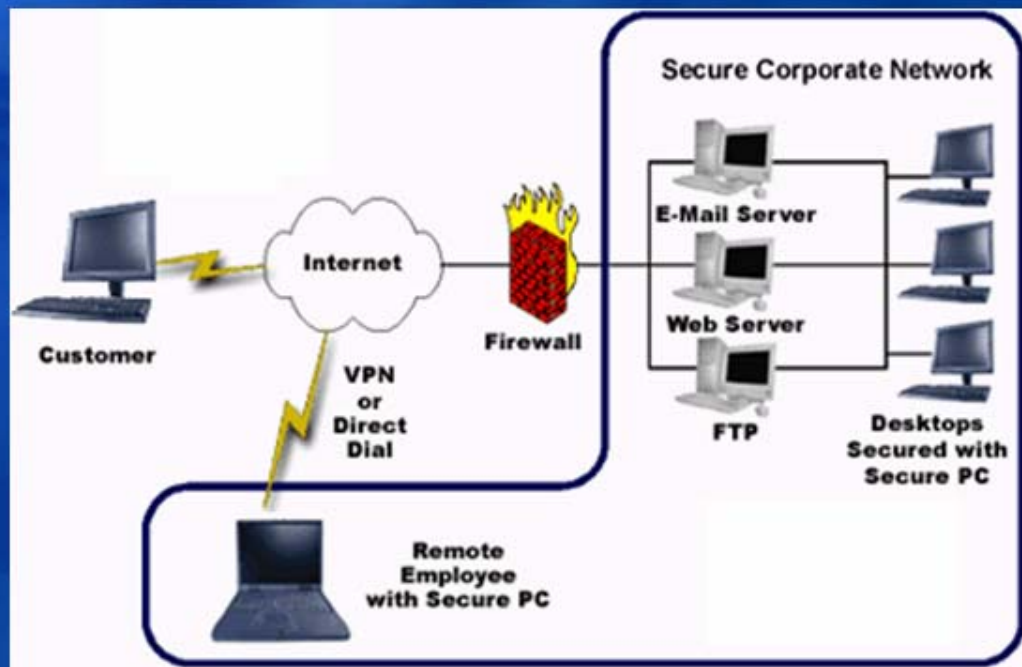 Secure Corporate Network
E-Mail Server
Internet
Web Server
Firewall
Customer
VPN
or
Direct
Dial
FTP
Desktops
Secured with
Secure PC
Remote
Employee
with Secure PC